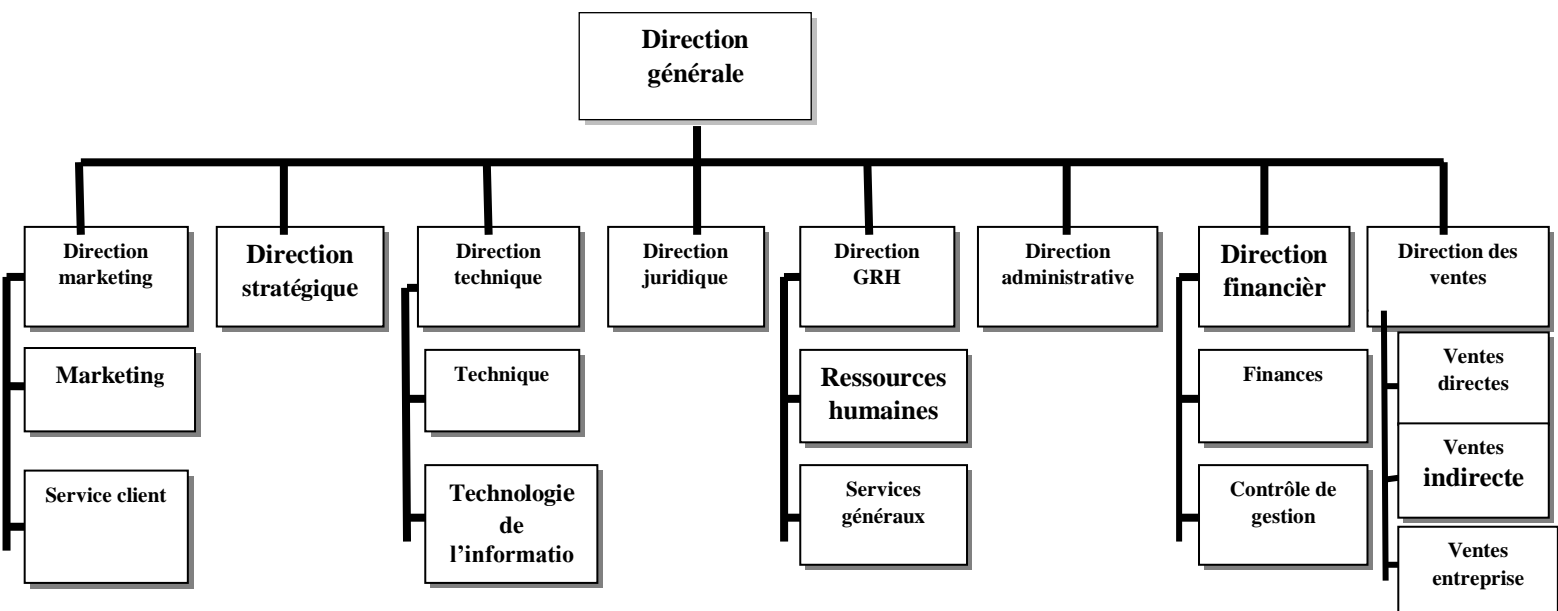 Direction
générale
Direction
marketing
Direction
stratégique
Direction
technique
Direction
juridique
Direction
GRH
Direction
administrative
Direction
financièr
Direction des
ventes
Marketing
Technique
Ressources
humaines
Finances
Ventes
directes
Service client
Technologie
de
l’informatio
Services
généraux
Contrôle de
gestion
Ventes
indirecte
Ventes
entreprise